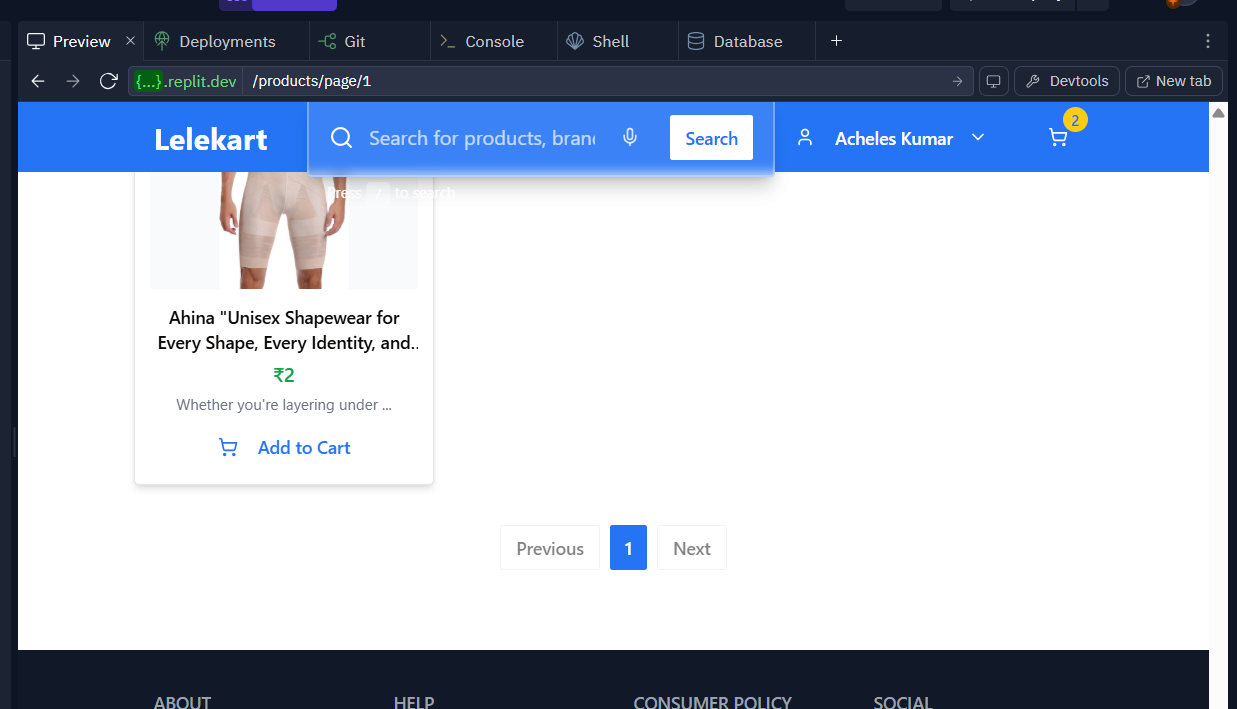 Preview
Deployments
Git
Console
Shell
Database
{...}.replit.dev
/products/page/1
Devtools
New tab
Lelekart
Search for products, bran
Search
Acheles Kumar
2
Press / to search
Ahina "Unisex Shapewear for
Every Shape, Every Identity, and..
₹2
Whether you're layering under ...
Add to Cart
Previous
1
Next
ABOUT
HELP
CONSUMER POLICY
SOCIAL